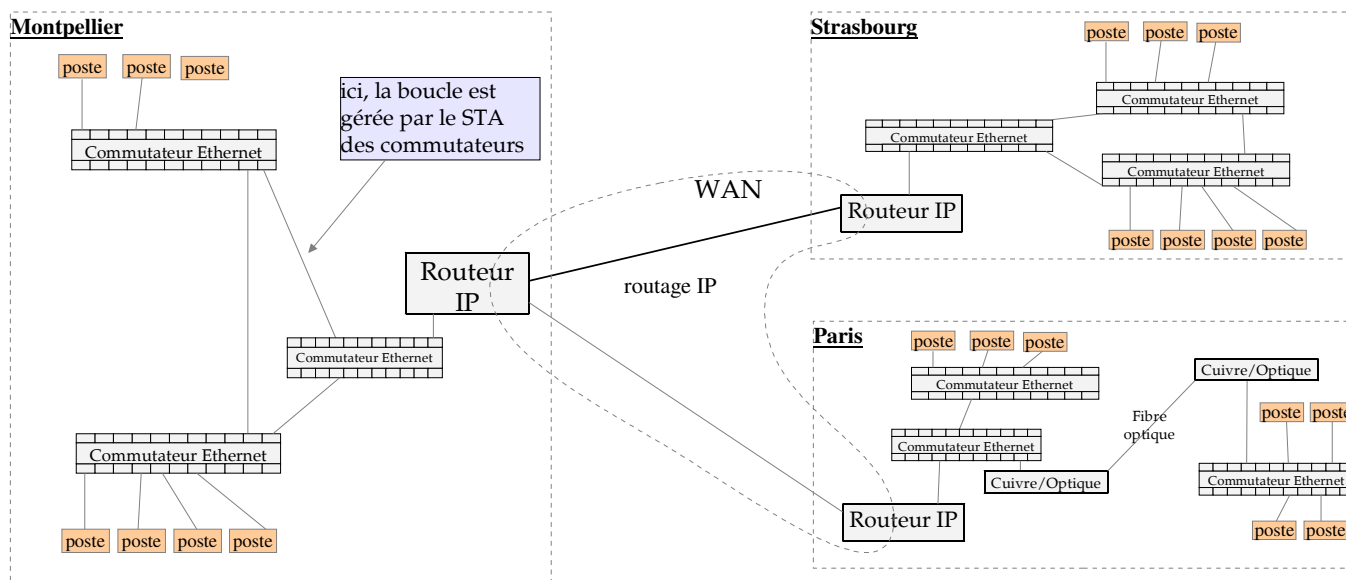 Montpellier
poste poste poste
Commutateur Ethernet
ici, la boucle est
gérée par le STA
des commutateurs
Routeur
IP
Commutateur Ethernet
Commutateur Ethernet
poste poste poste poste
WAN
routage IP
Strasbourg
poste poste poste
Commutateur Ethernet
Commutateur Ethernet
Commutateur Ethernet
Routeur IP
poste poste poste poste
Paris
poste poste poste
Commutateur Ethernet
Cuivre/Optique
Fibre
optique
poste poste
Commutateur Ethernet
Cuivre/Optique
Commutateur Ethernet
Routeur IP
poste poste